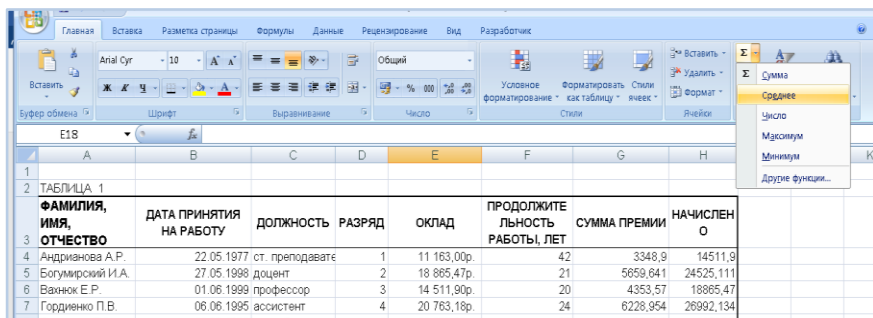 Главная Вставка Разметка страницы Формулы Данные Рецензирование Вид Разработчик
Вставить
Arial Cyr 10 A A
Ж К Ч А
Общий
% 000
Условное форматирование
Форматировать как таблицу
Стили ячеек
Вставить
Удалить
Формат
Буфер обмена Шрифт Выравнивание Число Стили Ячейки
Σ
Σ Сумма
Среднее
Число
Максимум
Минимум
Другие функции...
E18 fx
A B C D E F G H K
1
2 ТАБЛИЦА 1
3 ФАМИЛИЯ, ИМЯ, ОТЧЕСТВО ДАТА ПРИНЯТИЯ НА РАБОТУ ДОЛЖНОСТЬ РАЗРЯД ОКЛАД ПРОДОЛЖИТЕ ЛЬНОСТЬ РАБОТЫ, ЛЕТ СУММА ПРЕМИИ НАЧИСЛЕН О
4 Андрианова А.Р. 22.05.1977 ст. преподавате 1 11 163,00р. 42 3348,9 14511,9
5 Богумирский И.А. 27.05.1998 доцент 2 18 865,47р. 21 5659,641 24525,111
6 Вахнюк Е.Р. 01.06.1999 профессор 3 14 511,90р. 20 4353,57 18865,47
7 Гордиенко П.В. 06.06.1995 ассистент 4 20 763,18р. 24 6228,954 26992,134